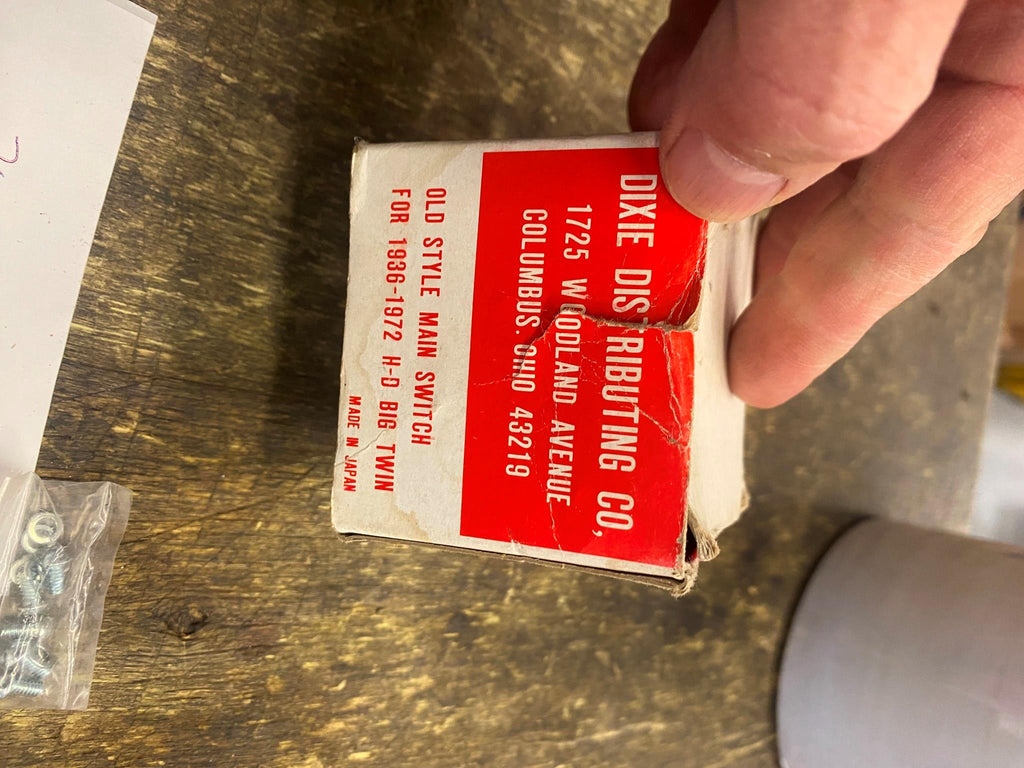 DIXIE DISTRIBUTING CO,
1725 WOODLAND AVENUE
COLUMBUS. OHIO 43219
OLD STYLE MAIN SWITCH
FOR 1936-1972 H-D BIG TWIN
MADE IN JAPAN